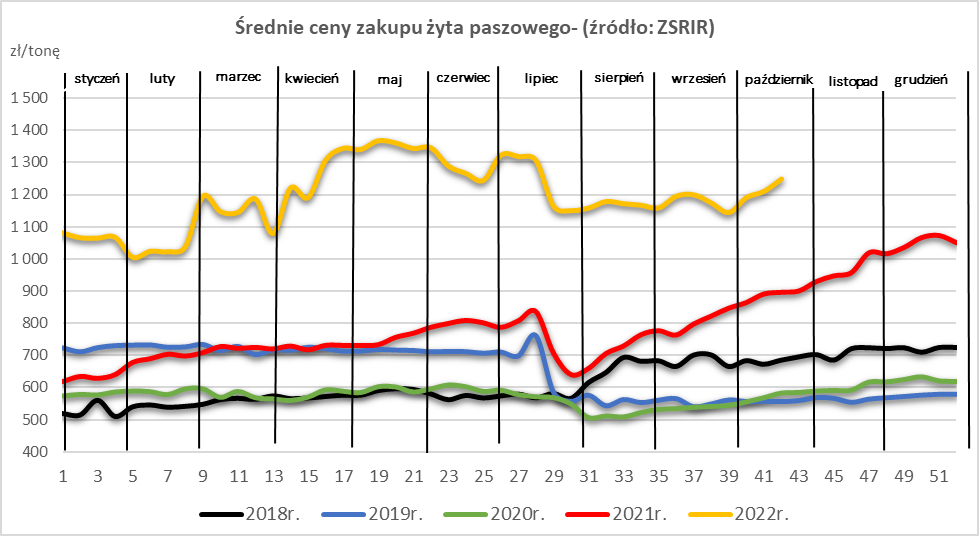 Średnie ceny zakupu żyta paszowego- (źródło: ZSRIR)
zł/tonę
styczeń luty marzec kwiecień maj czerwiec lipiec sierpień wrzesień październik listopad grudzień
1 500
1 400
1 300
1 200
1 100
1 000
900
800
700
600
500
400
1 3 5 7 9 11 13 15 17 19 21 23 25 27 29 31 33 35 37 39 41 43 45 47 49 51
2018r. 2019r. 2020r. 2021r. 2022r.